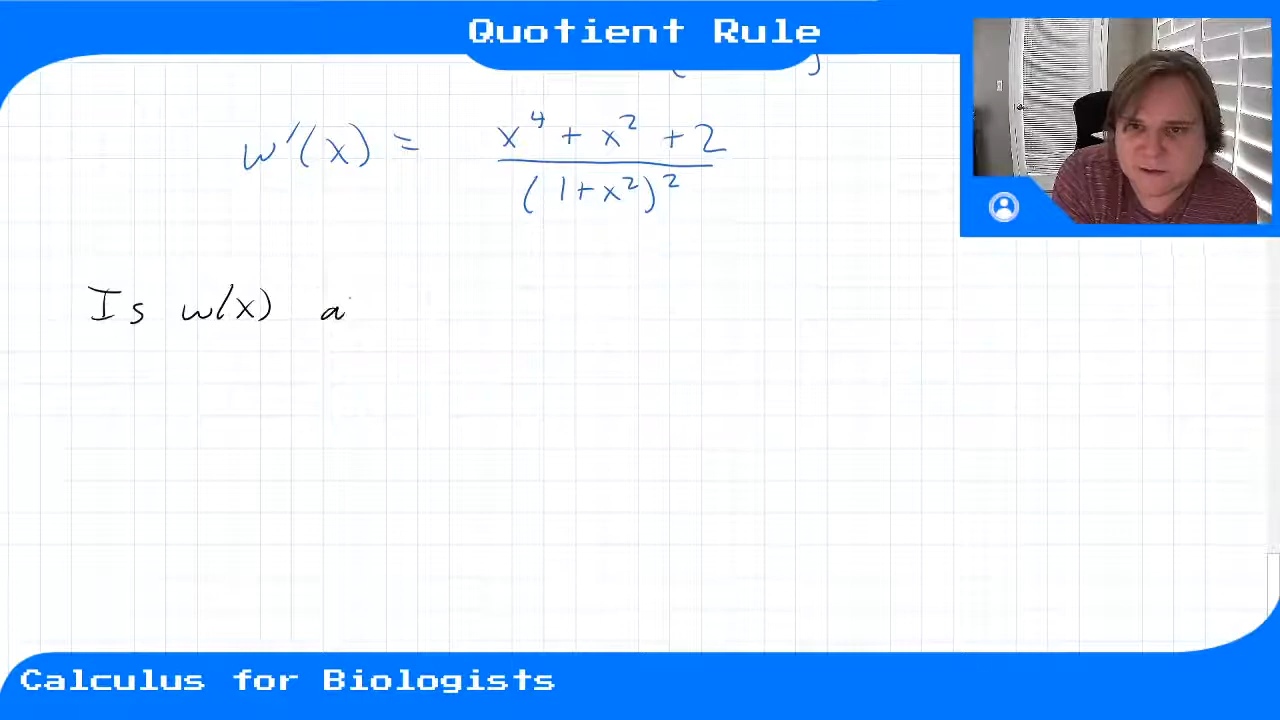 Quotient Rule
w'(x) = x⁴ + x² + 2
(1+x²)²
Is w(x) a
Calculus for Biologists